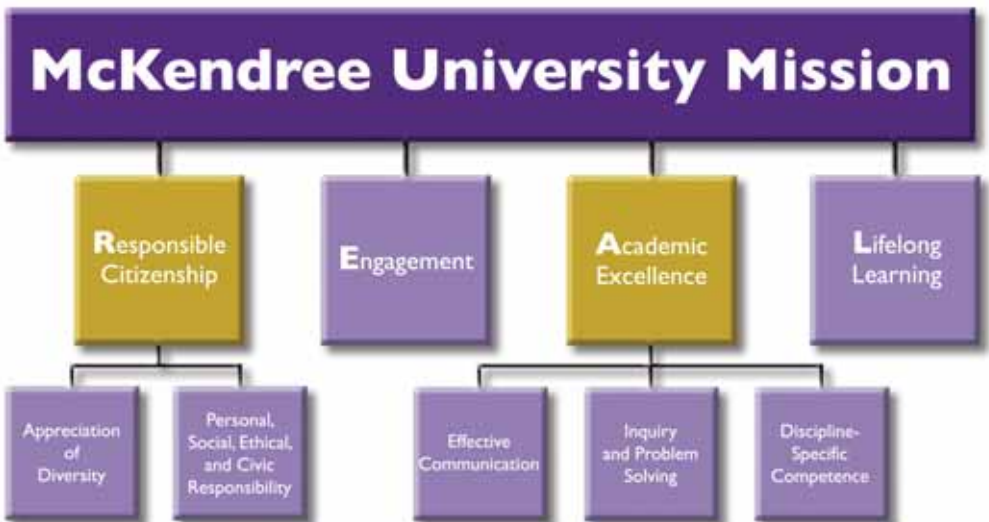 McKendree University Mission
Responsible
Citizenship
Engagement
Academic
Excellence
Lifelong
Learning
Appreciation
of
Diversity
Personal,
Social, Ethical,
and Civic
Responsibility
Effective
Communication
Inquiry
and Problem
Solving
Discipline-
Specific
Competence